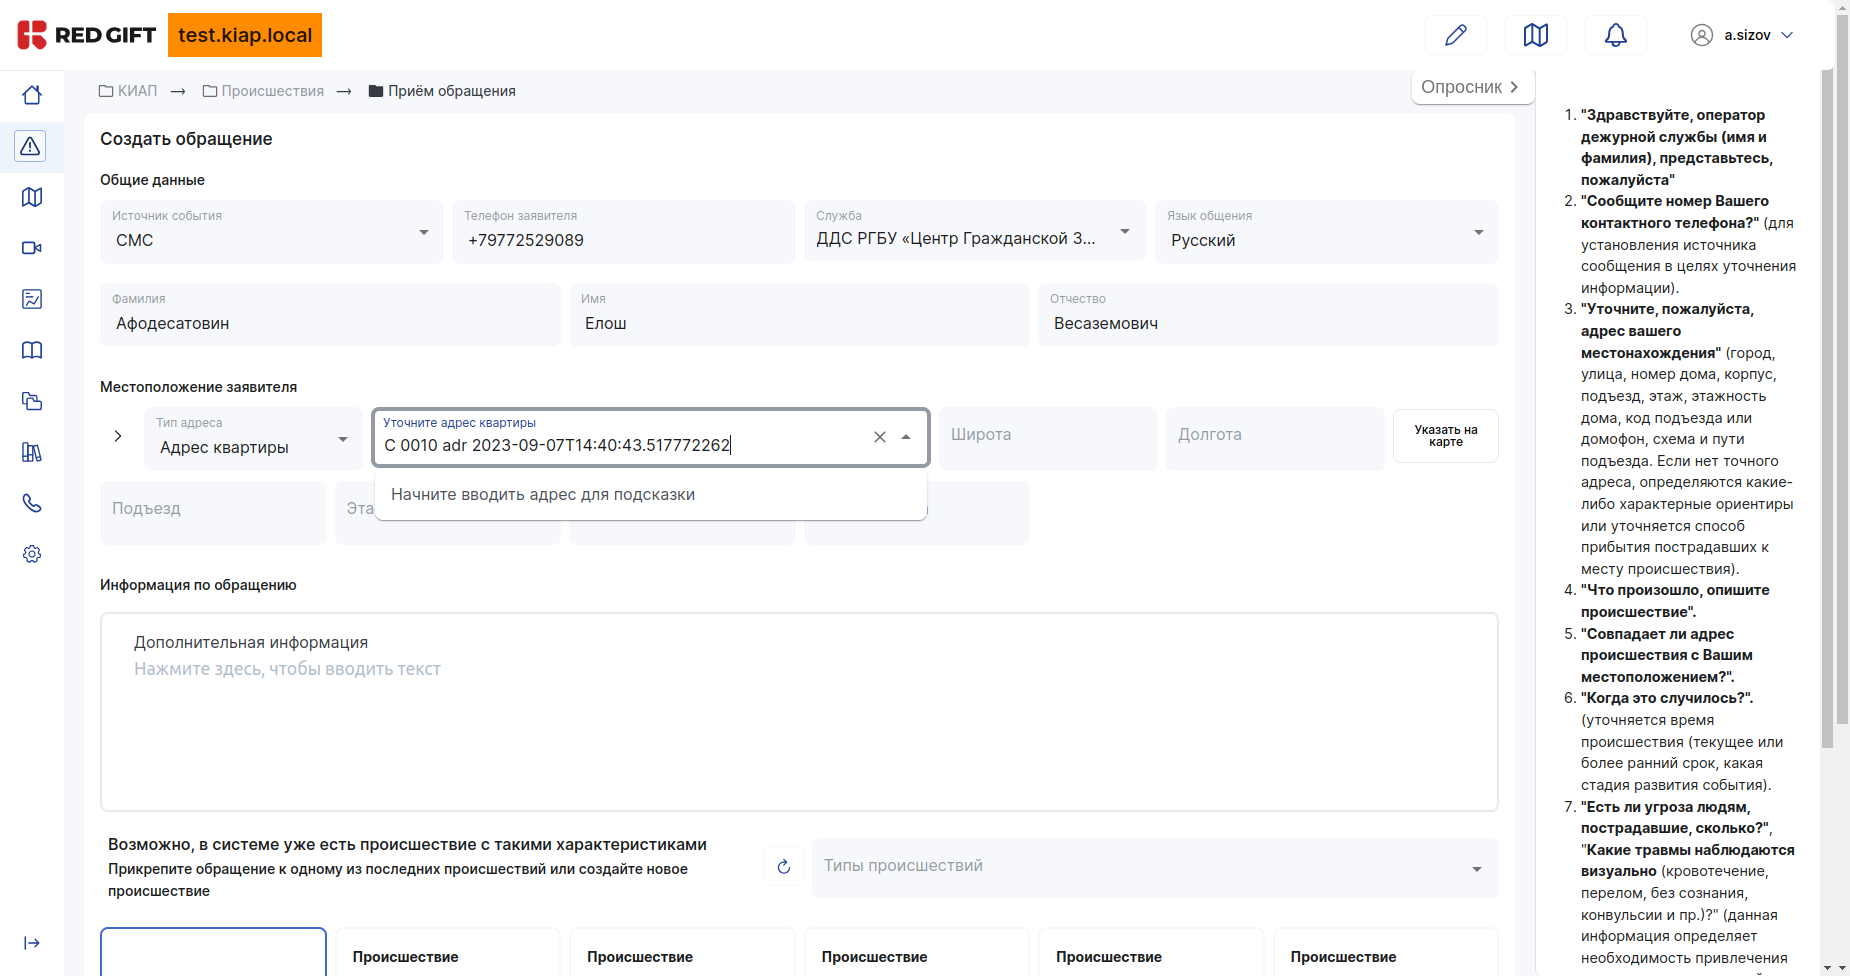 RED GIFT
test.kiap.local
a.sizov
КИАП → Происшествия → Приём обращения
Опросник
Создать обращение
Общие данные
Источник события
СМС
Телефон заявителя
+79772529089
Служба
ДДС РГБУ «Центр Гражданской З...
Язык общения
Русский
Фамилия
Афодесатовин
Имя
Елош
Отчество
Весаземович
Местоположение заявителя
Тип адреса
Адрес квартиры
Уточните адрес квартиры
С 0010 adr 2023-09-07T14:40:43.517772262
Широта
Долгота
Указать на
карте
Начните вводить адрес для подсказки
Подъезд
Эта
Информация по обращению
Дополнительная информация
Нажмите здесь, чтобы вводить текст
Возможно, в системе уже есть происшествие с такими характеристиками
Прикрепите обращение к одному из последних происшествий или создайте новое
происшествие
Типы происшествий
Происшествие
Происшествие
Происшествие
Происшествие
Происшествие
1. "Здравствуйте, оператор
дежурной службы (имя и
фамилия), представьтесь,
пожалуйста"
2. "Сообщите номер Вашего
контактного телефона?" (для
установления источника
сообщения в целях уточнения
информации).
3. "Уточните, пожалуйста,
адрес вашего
местонахождения" (город,
улица, номер дома, корпус,
подъезд, этаж, этажность
дома, код подъезда или
домофон, схема и пути
подъезда. Если нет точного
адреса, определяются какие-
либо характерные ориентиры
или уточняется способ
прибытия пострадавших к
месту происшествия).
4. "Что произошло, опишите
происшествие".
5. "Совпадает ли адрес
происшествия с Вашим
местоположением?".
6. "Когда это случилось?".
(уточняется время
происшествия (текущее или
более ранний срок, какая
стадия развития события).
7. "Есть ли угроза людям,
пострадавшие, сколько?",
"Какие травмы наблюдаются
визуально (кровотечение,
перелом, без сознания,
конвульсии и пр.)?" (данная
информация определяет
необходимость привлечения